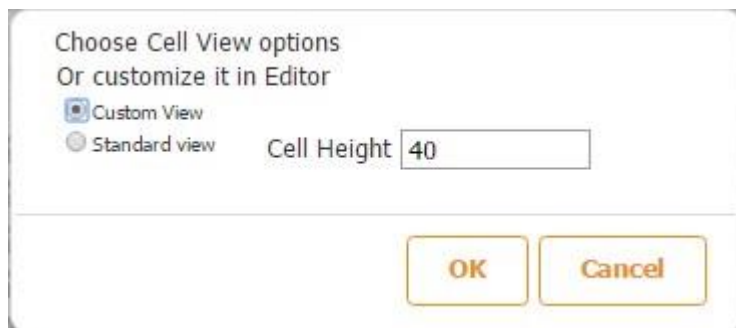 Choose Cell View options
Or customize it in Editor
Custom View
Standard view
Cell Height 40
OK Cancel